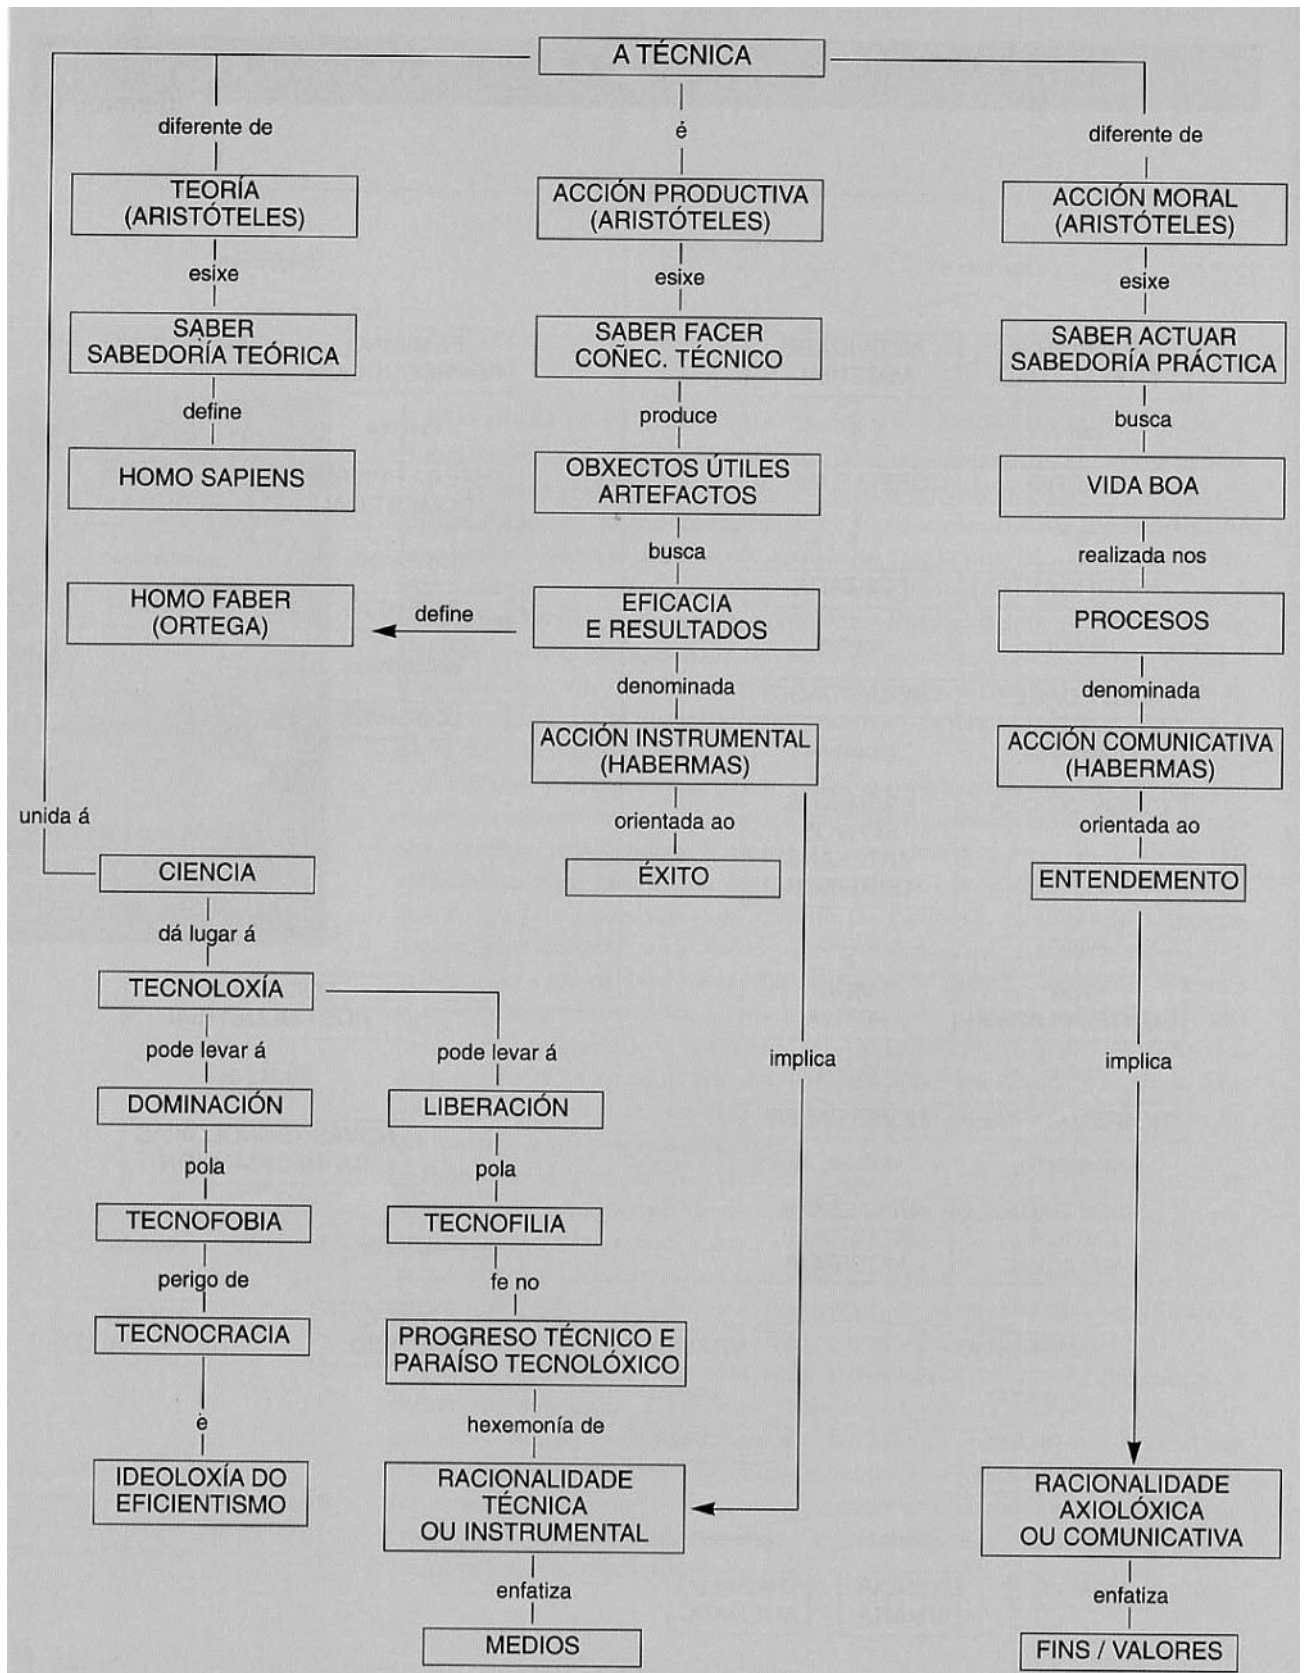 A TÉCNICA
diferente de
é
diferente de
TEORÍA
(ARISTÓTELES)
ACCIÓN PRODUCTIVA
(ARISTÓTELES)
ACCIÓN MORAL
(ARISTÓTELES)
esixe
esixe
esixe
SABER
SABEDORÍA TEÓRICA
SABER FACER
COÑEC. TÉCNICO
SABER ACTUAR
SABEDORÍA PRÁCTICA
define
produce
busca
HOMO SAPIENS
OBXECTOS ÚTILES
ARTEFACTOS
VIDA BOA
busca
realizada nos
HOMO FABER
(ORTEGA)
define
EFICACIA
E RESULTADOS
PROCESOS
denominada
denominada
ACCIÓN INSTRUMENTAL
(HABERMAS)
ACCIÓN COMUNICATIVA
(HABERMAS)
unida á
orientada ao
orientada ao
CIENCIA
ÉXITO
ENTENDEMENTO
dá lugar á
TECNOLOXÍA
pode levar á
pode levar á
implica
implica
DOMINACIÓN
LIBERACIÓN
pola
pola
TECNOFOBIA
TECNOFILIA
perigo de
fe no
TECNOCRACIA
PROGRESO TÉCNICO E
PARAÍSO TECNOLÓXICO
é
hexemonía de
IDEOLOXÍA DO
EFICIENTISMO
RACIONALIDADE
TÉCNICA
OU INSTRUMENTAL
RACIONALIDADE
AXIOLÓXICA
OU COMUNICATIVA
enfatiza
enfatiza
MEDIOS
FINS / VALORES